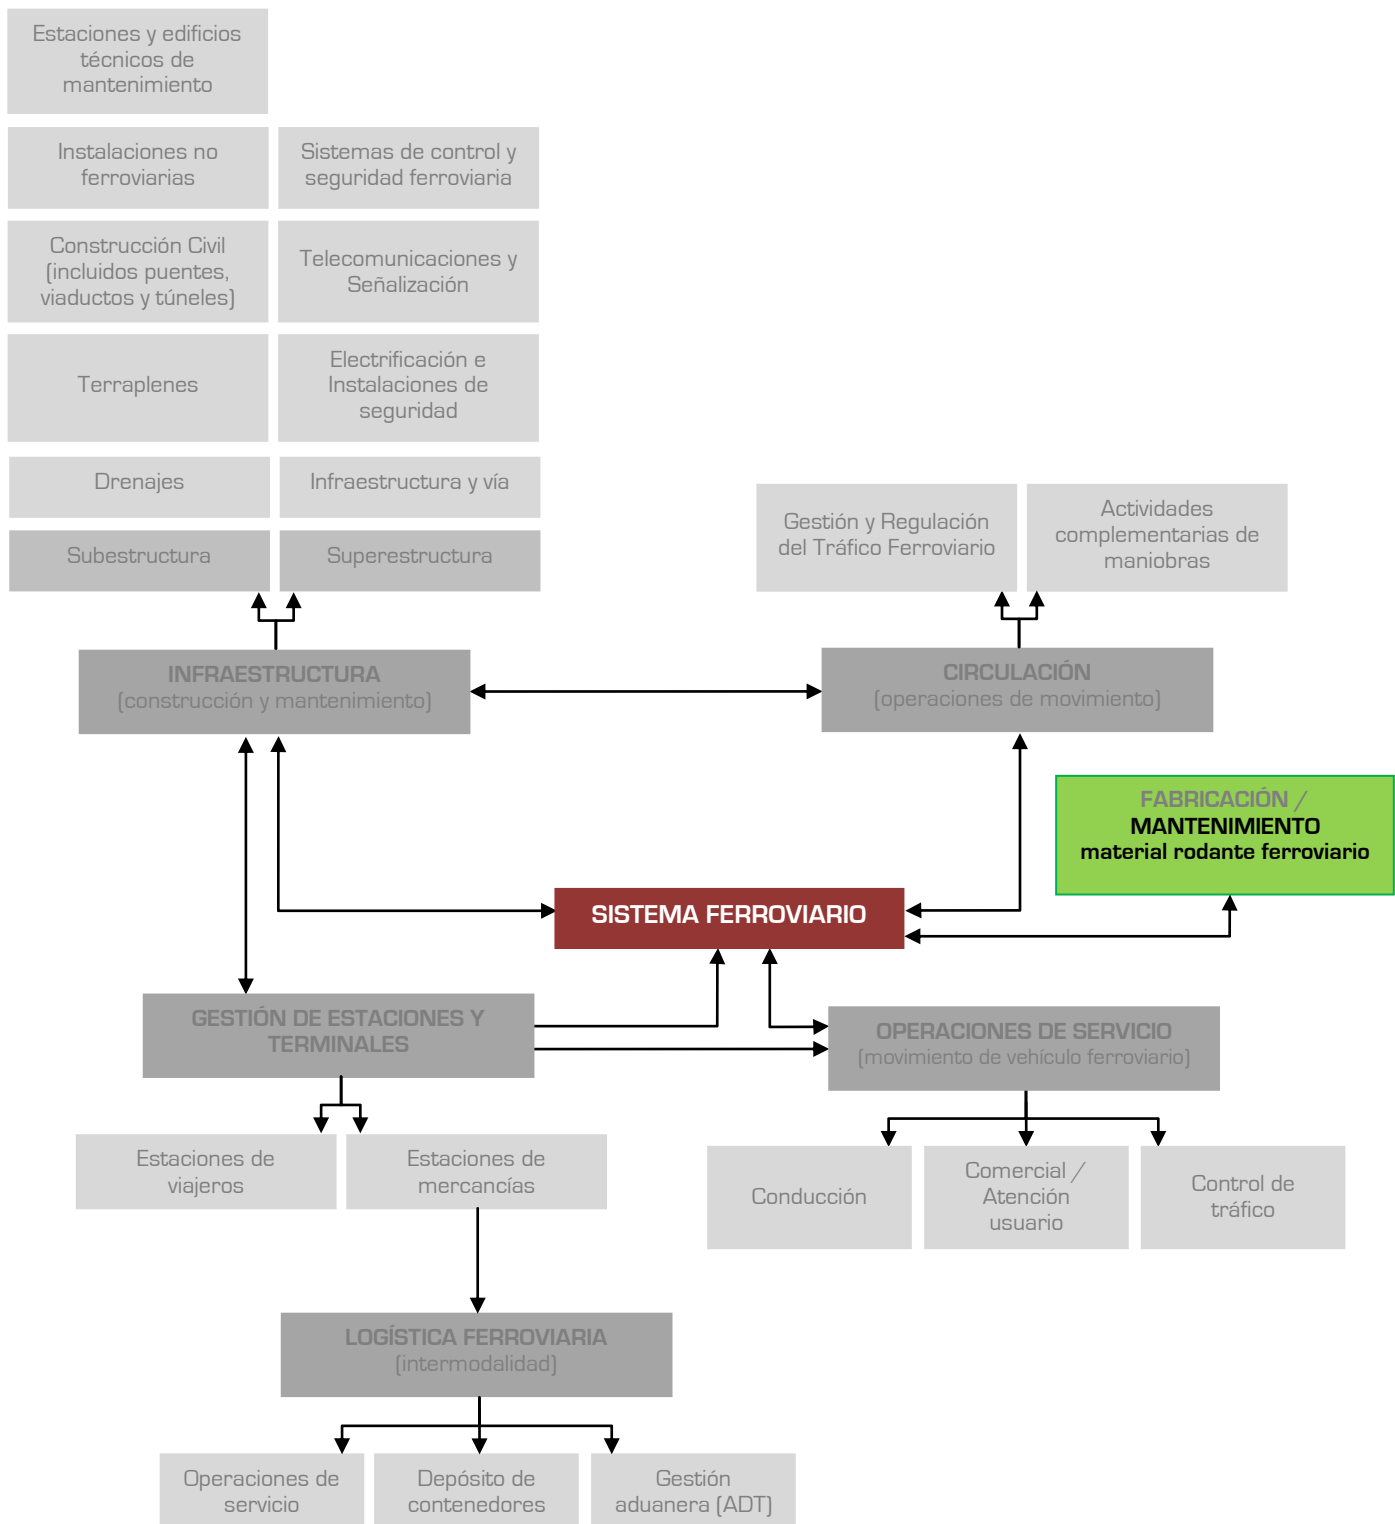 Estaciones y edificios
técnicos de
mantenimiento
Instalaciones no
ferroviarias
Sistemas de control y
seguridad ferroviaria
Construcción Civil
(incluidos puentes,
viaductos y túneles)
Telecomunicaciones y
Señalización
Terraplenes
Electrificación e
Instalaciones de
seguridad
Drenajes
Infraestructura y vía
Subestructura
Superestructura
Gestión y Regulación
del Tráfico Ferroviario
Actividades
complementarias de
maniobras
INFRAESTRUCTURA
(construcción y mantenimiento)
CIRCULACIÓN
(operaciones de movimiento)
FABRICACIÓN /
MANTENIMIENTO
material rodante ferroviario
SISTEMA FERROVIARIO
GESTIÓN DE ESTACIONES Y
TERMINALES
OPERACIONES DE SERVICIO
(movimiento de vehículo ferroviario)
Estaciones de
viajeros
Estaciones de
mercancías
Conducción
Comercial /
Atención
usuario
Control de
tráfico
LOGÍSTICA FERROVIARIA
(intermodalidad)
Operaciones de
servicio
Depósito de
contenedores
Gestión
aduanera (ADT)